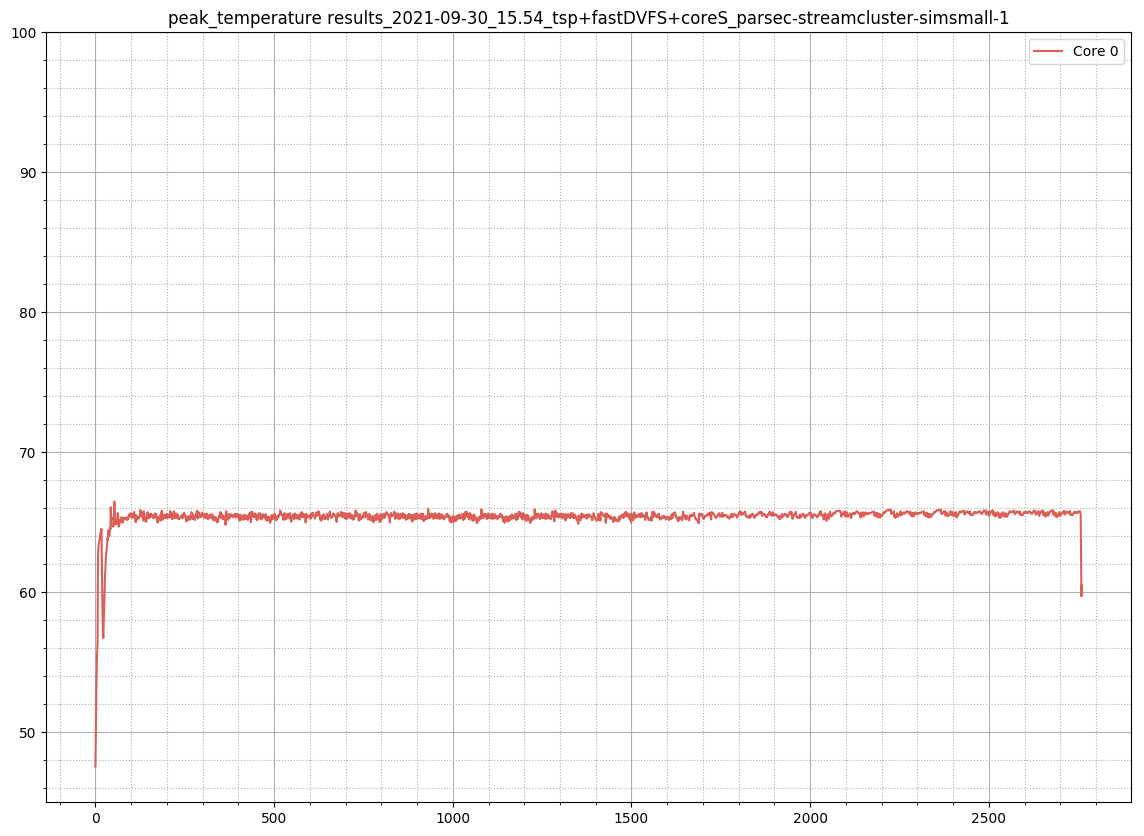 peak_temperature results_2021-09-30_15.54_tsp+fastDVFS+coreS_parsec-streamcluster-simsmall-1
Core 0
100
90
80
70
60
50
0 500 1000 1500 2000 2500